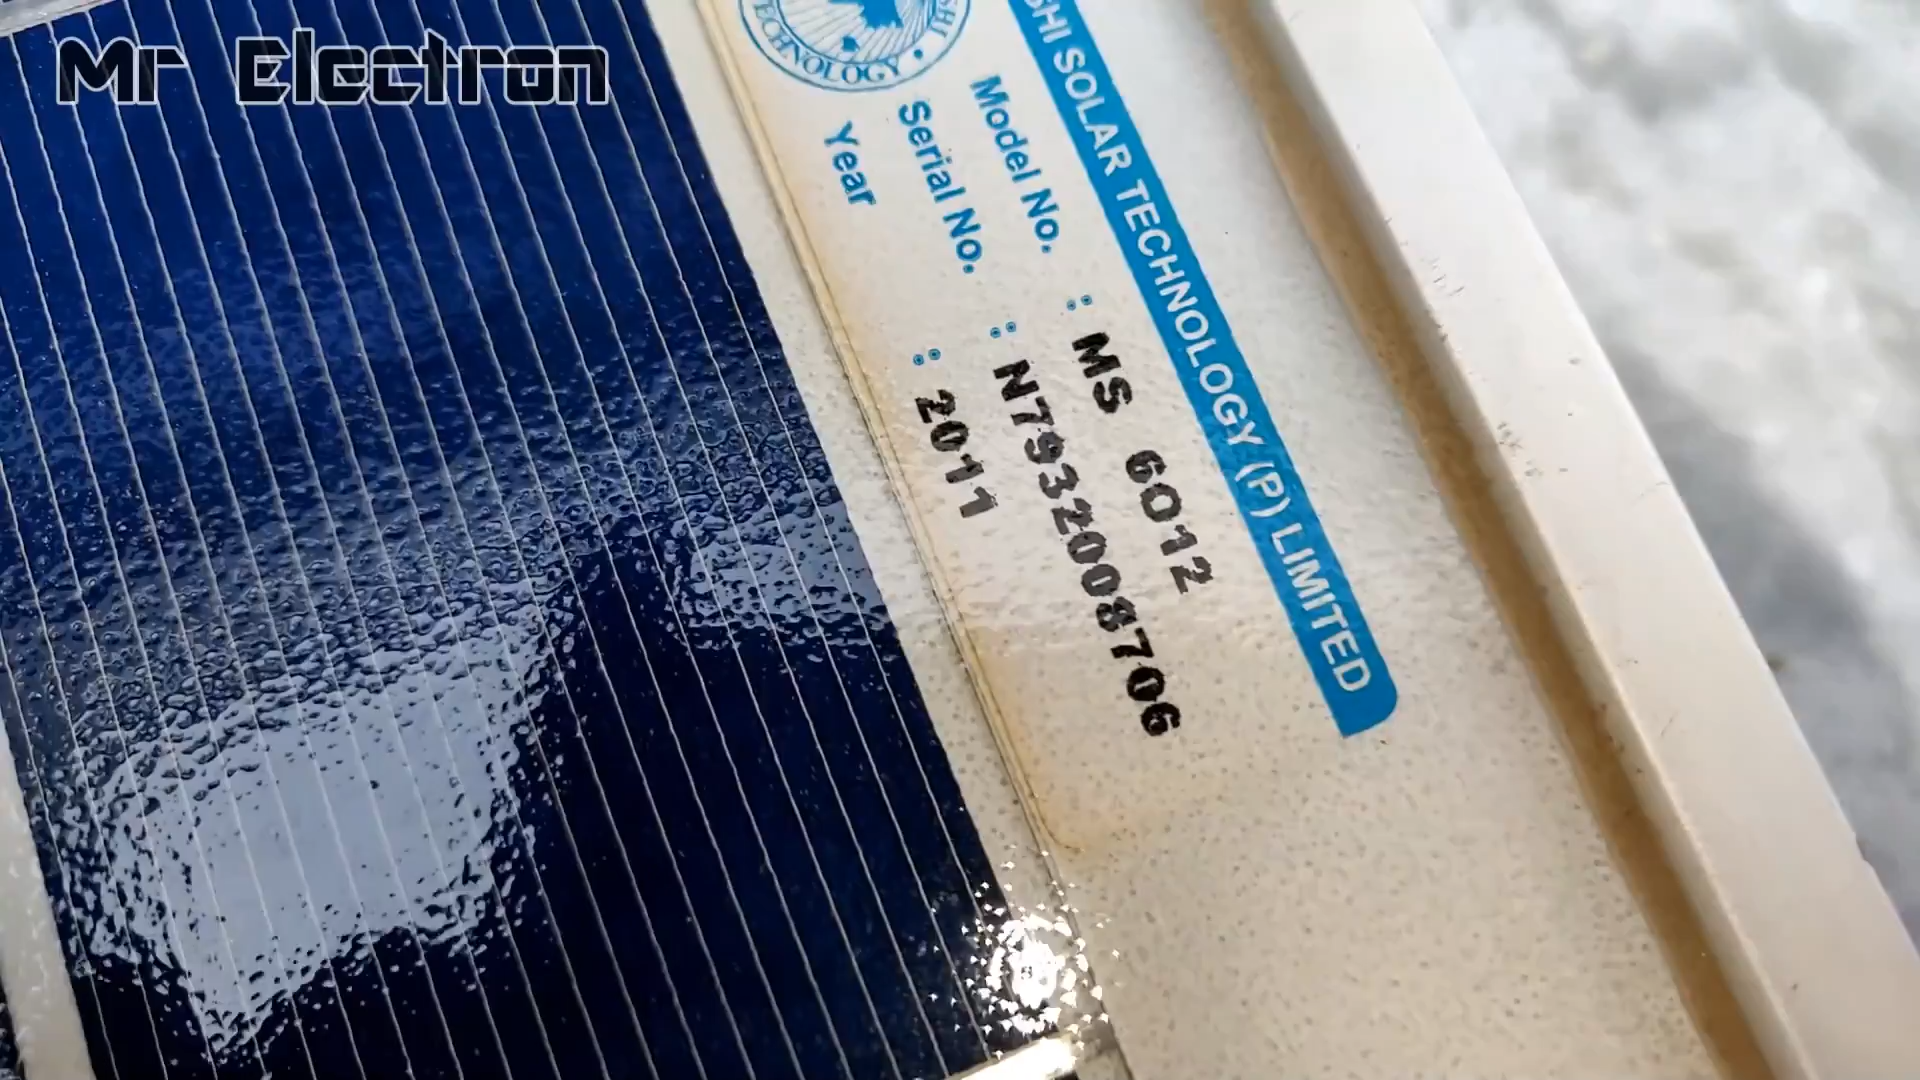 Mr Electron
TECHNOLOGY
SHI SOLAR TECHNOLOGY (P) LIMITED
Model No. : MS 6012
Serial No. : N7932008706
Year : 2011